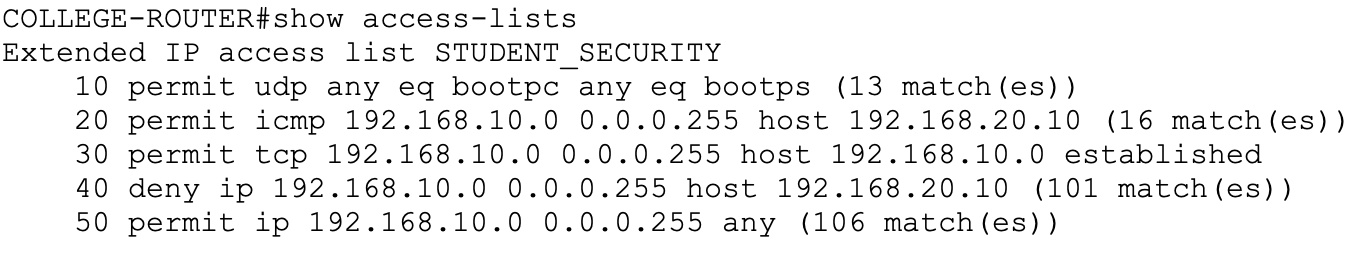 COLLEGE-ROUTER#show access-lists
Extended IP access list STUDENT_SECURITY
10 permit udp any eq bootpc any eq bootps (13 match(es))
20 permit icmp 192.168.10.0 0.0.0.255 host 192.168.20.10 (16 match(es))
30 permit tcp 192.168.10.0 0.0.0.255 host 192.168.10.0 established
40 deny ip 192.168.10.0 0.0.0.255 host 192.168.20.10 (101 match(es))
50 permit ip 192.168.10.0 0.0.0.255 any (106 match(es))